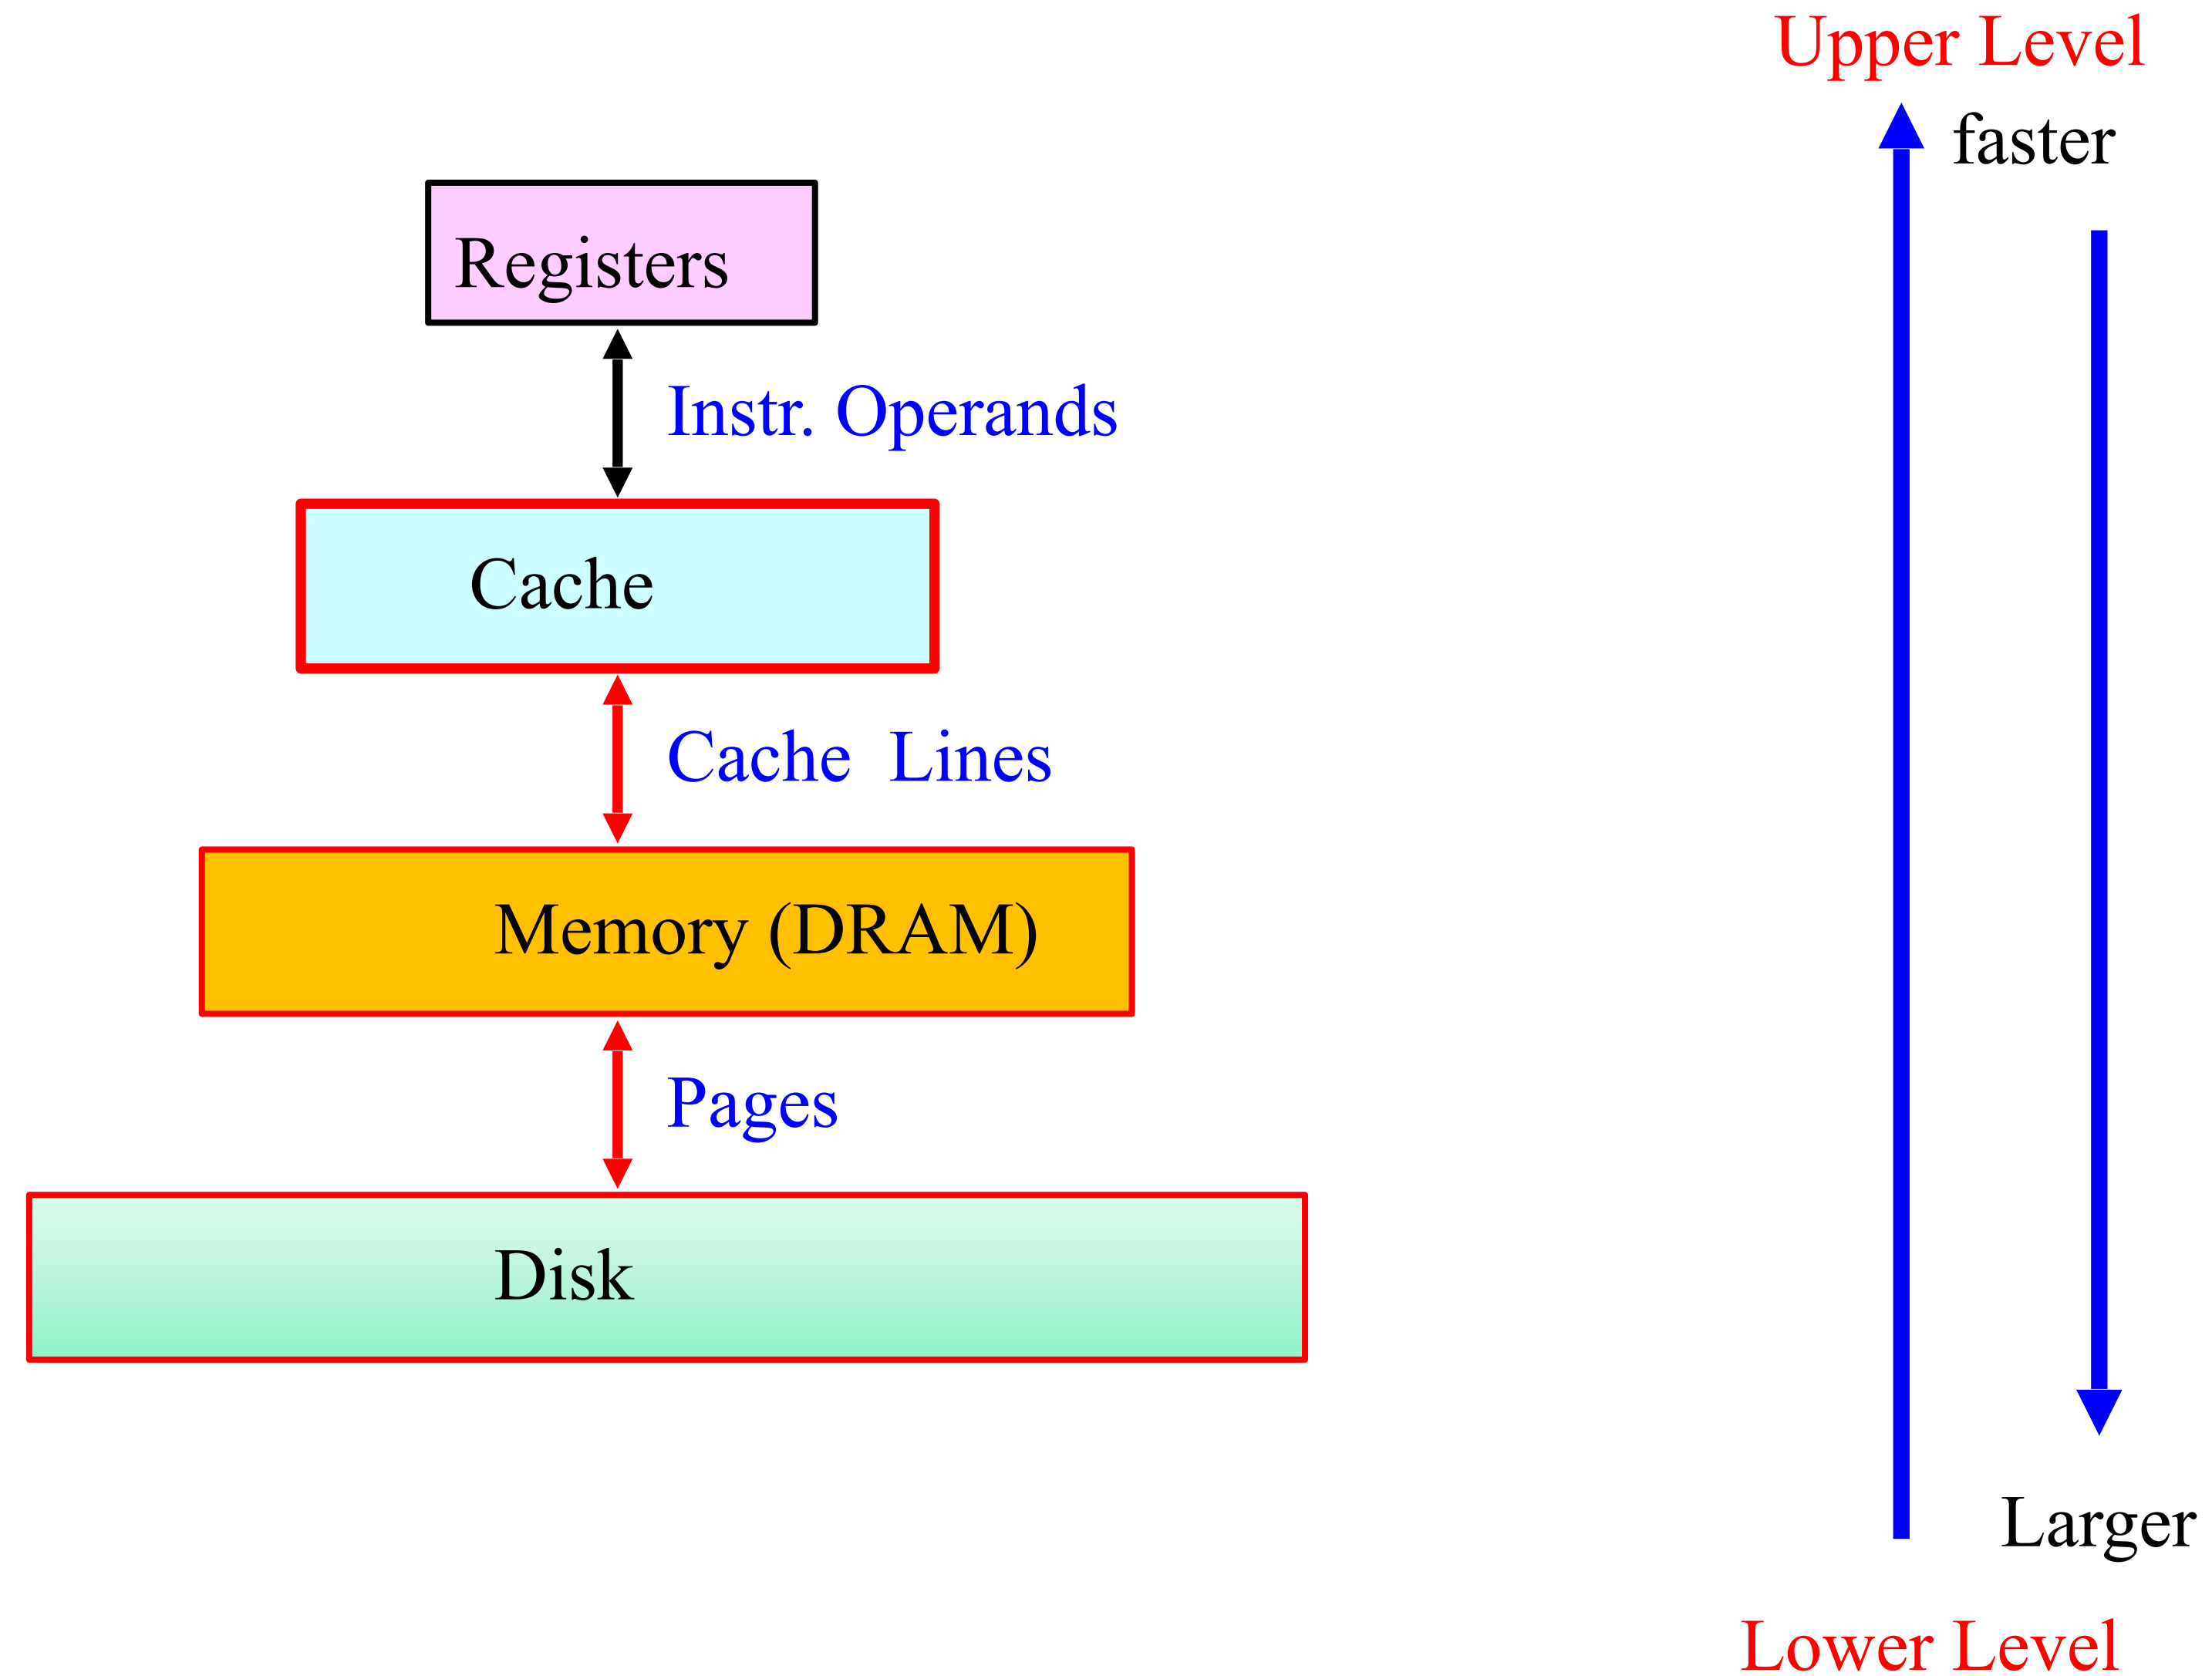 Upper Level
faster
Registers
Instr. Operands
Cache
Cache Lines
Memory (DRAM)
Pages
Disk
Larger
Lower Level